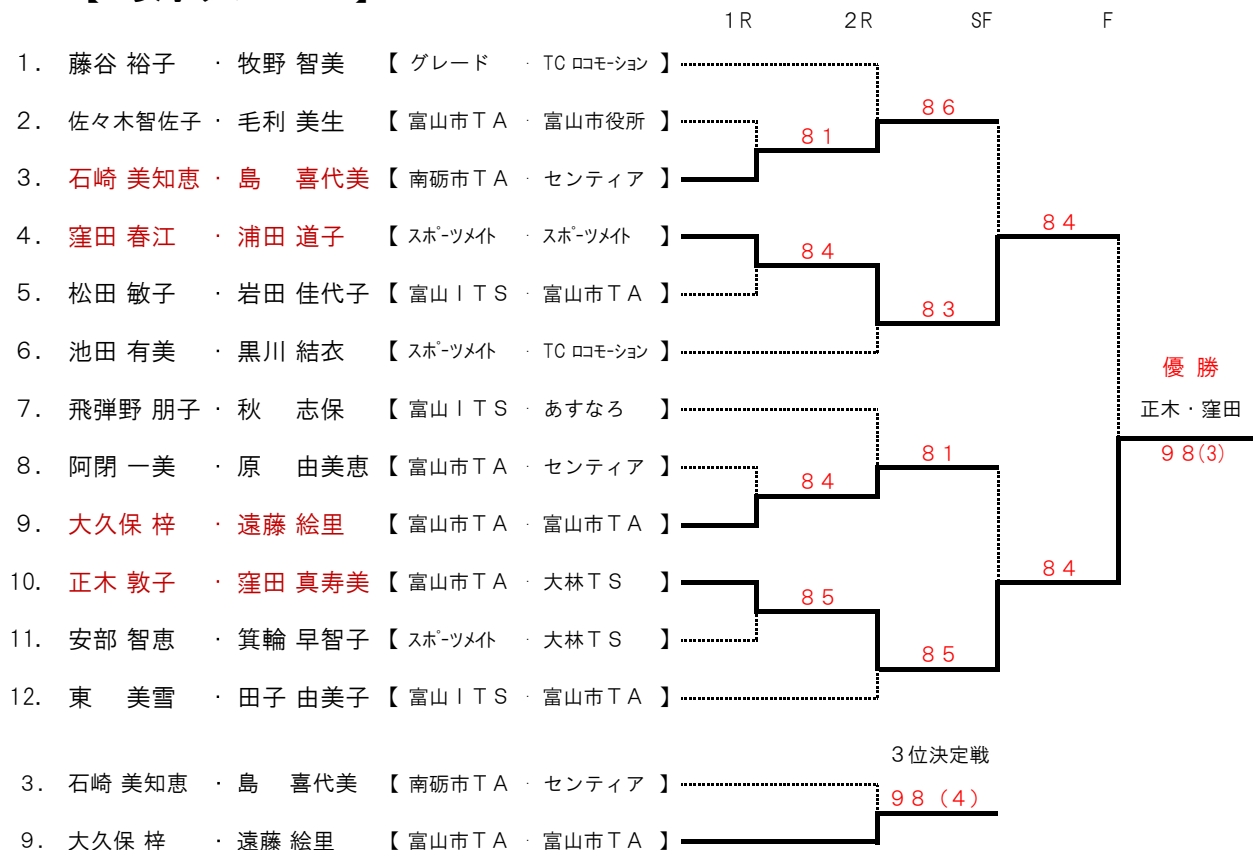 1R 2R SF F
1. 藤谷 裕子 · 牧野 智美 【 グレード · TC ロコモーション 】
86
2. 佐々木智佐子 · 毛利 美生 【 富山市TA · 富山市役所 】
81
3. 石崎 美知恵 · 島 喜代美 【 南砺市TA · センティア 】
84
4. 窪田 春江 · 浦田 道子 【 スポーツメイト · スポーツメイト 】
84
5. 松田 敏子 · 岩田 佳代子 【 富山ITS · 富山市TA 】
83
6. 池田 有美 · 黒川 結衣 【 スポーツメイト · TC ロコモーション 】
優 勝
7. 飛弾野 朋子 · 秋 志保 【 富山ITS · あすなろ 】
正木・窪田
81
98(3)
8. 阿閉 一美 · 原 由美恵 【 富山市TA · センティア 】
84
9. 大久保 梓 · 遠藤 絵里 【 富山市TA · 富山市TA 】
84
10. 正木 敦子 · 窪田 真寿美 【 富山市TA · 大林TS 】
85
11. 安部 智恵 · 箕輪 早智子 【 スポーツメイト · 大林TS 】
85
12. 東 美雪 · 田子 由美子 【 富山ITS · 富山市TA 】
3位決定戦
3. 石崎 美知恵 · 島 喜代美 【 南砺市TA · センティア 】
98 (4)
9. 大久保 梓 · 遠藤 絵里 【 富山市TA · 富山市TA 】